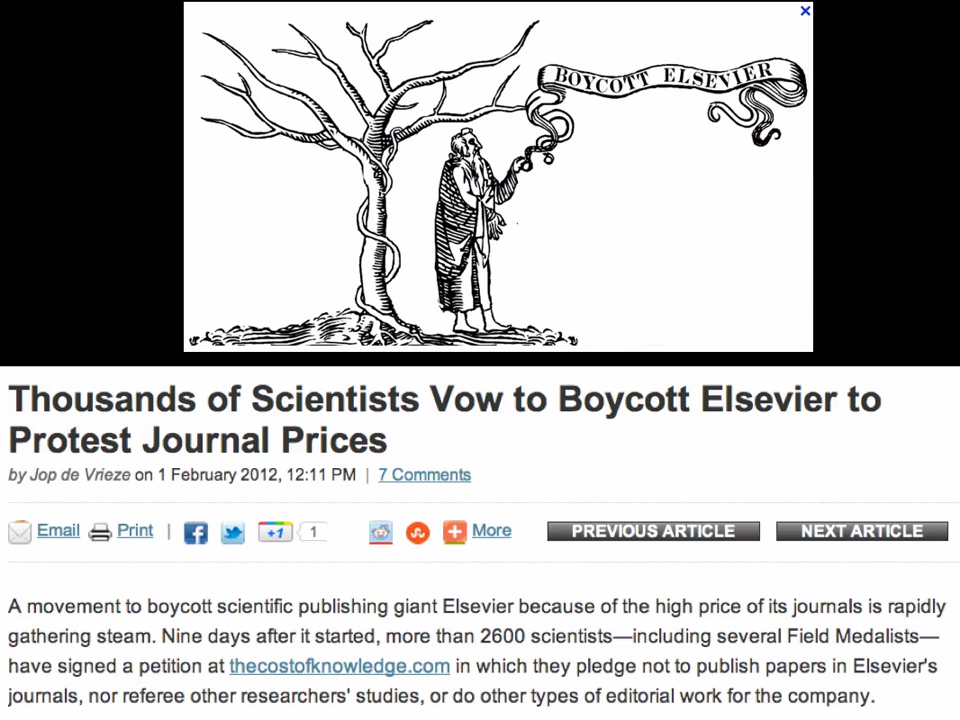 BOYCOTT ELSEVIER
Thousands of Scientists Vow to Boycott Elsevier to
Protest Journal Prices
by Jop de Vrieze on 1 February 2012, 12:11 PM | 7 Comments
Email Print | +1 1 More PREVIOUS ARTICLE NEXT ARTICLE
A movement to boycott scientific publishing giant Elsevier because of the high price of its journals is rapidly
gathering steam. Nine days after it started, more than 2600 scientists—including several Field Medalists—
have signed a petition at thecostofknowledge.com in which they pledge not to publish papers in Elsevier's
journals, nor referee other researchers' studies, or do other types of editorial work for the company.